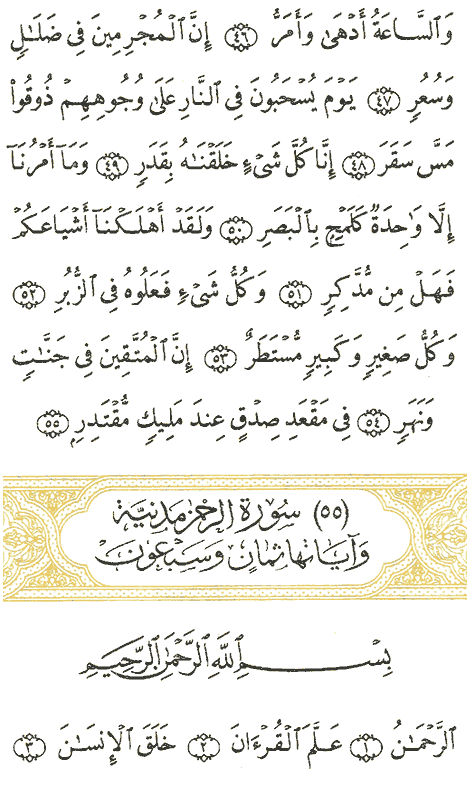 وَٱلسَّاعَةُ أَدْهَىٰ وَأَمَرُّ ﴿٤٦﴾ إِنَّ ٱلْمُجْرِمِينَ فِى ضَلَٰلٍ
وَسُعُرٍ ﴿٤٧﴾ يَوْمَ يُسْحَبُونَ فِى ٱلنَّارِ عَلَىٰ وُجُوهِهِمْ ذُوقُوا۟
مَسَّ سَقَرَ ﴿٤٨﴾ إِنَّا كُلَّ شَىْءٍ خَلَقْنَٰهُ بِقَدَرٍ ﴿٤٩﴾ وَمَآ أَمْرُنَآ
إِلَّا وَٰحِدَةٌ كَلَمْحٍۭ بِٱلْبَصَرِ ﴿٥٠﴾ وَلَقَدْ أَهْلَكْنَآ أَشْيَاعَكُمْ
فَهَلْ مِن مُّدَّكِرٍ ﴿٥١﴾ وَكُلُّ شَىْءٍ فَعَلُوهُ فِى ٱلزُّبُرِ ﴿٥٢﴾
وَكُلُّ صَغِيرٍ وَكَبِيرٍ مُّسْتَطَرٌ ﴿٥٣﴾ إِنَّ ٱلْمُتَّقِينَ فِى جَنَّٰتٍ
وَنَهَرٍ ﴿٥٤﴾ فِى مَقْعَدِ صِدْقٍ عِندَ مَلِيكٍ مُّقْتَدِرٍۭ ﴿٥٥﴾
(٥٥) سُورَةُ الرَّحْمٰن مَدَنِيَّة
وَآيَاتُهَا ثَمَانٍ وَسَبْعُونَ
بِسْمِ ٱللَّهِ ٱلرَّحْمَٰنِ ٱلرَّحِيمِ
ٱلرَّحْمَٰنُ ﴿١﴾ عَلَّمَ ٱلْقُرْءَانَ ﴿٢﴾ خَلَقَ ٱلْإِنسَٰنَ ﴿٣﴾